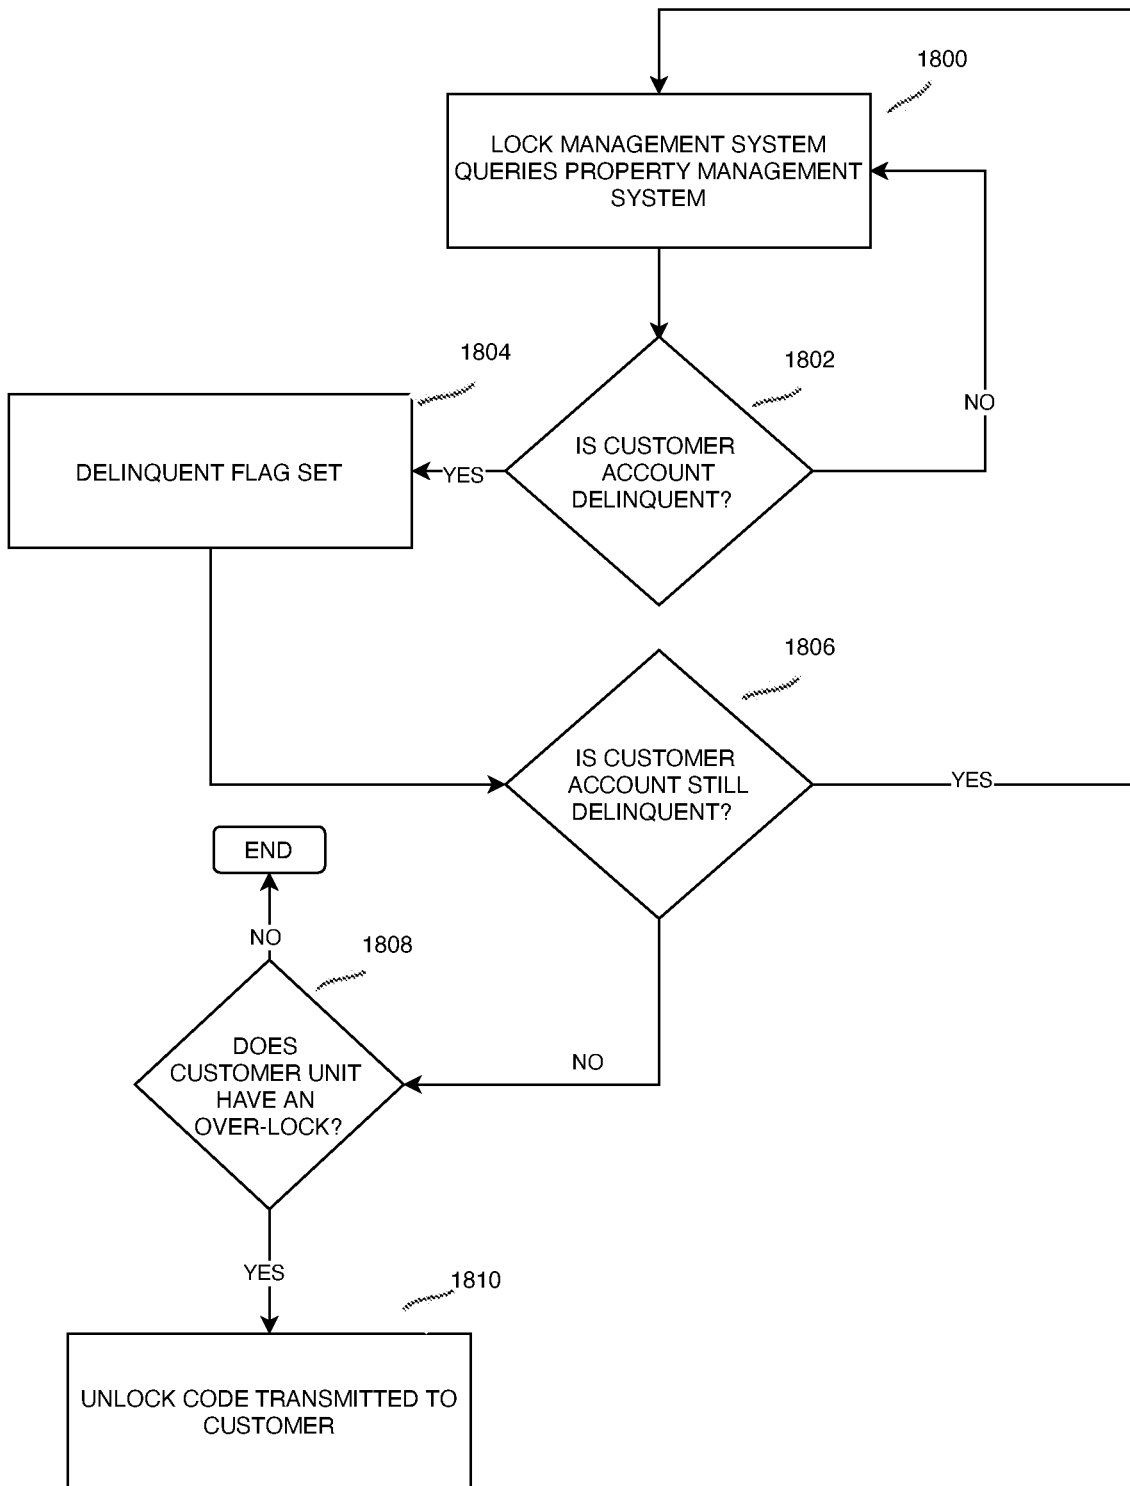 1800
LOCK MANAGEMENT SYSTEM
QUERIES PROPERTY MANAGEMENT
SYSTEM
1804
1802
NO
DELINQUENT FLAG SET
YES
IS CUSTOMER
ACCOUNT
DELINQUENT?
1806
IS CUSTOMER
ACCOUNT STILL
DELINQUENT?
YES
END
NO
1808
DOES
CUSTOMER UNIT
HAVE AN
OVER-LOCK?
NO
YES
1810
UNLOCK CODE TRANSMITTED TO
CUSTOMER